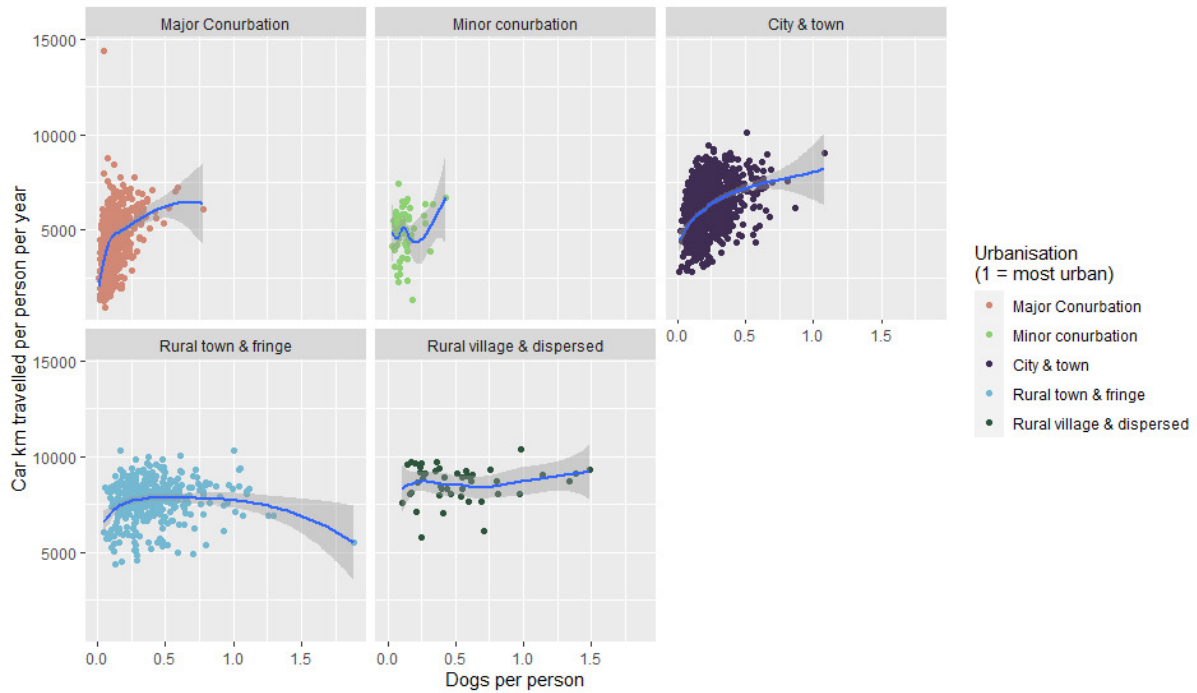 Major Conurbation
Minor conurbation
City & town
15000
10000
5000
0.0 0.5 1.0 1.5
Rural town & fringe
Rural village & dispersed
15000
10000
5000
0.0 0.5 1.0 1.5
0.0 0.5 1.0 1.5
Car km travelled per person per year
Dogs per person
Urbanisation
(1 = most urban)
Major Conurbation
Minor conurbation
City & town
Rural town & fringe
Rural village & dispersed